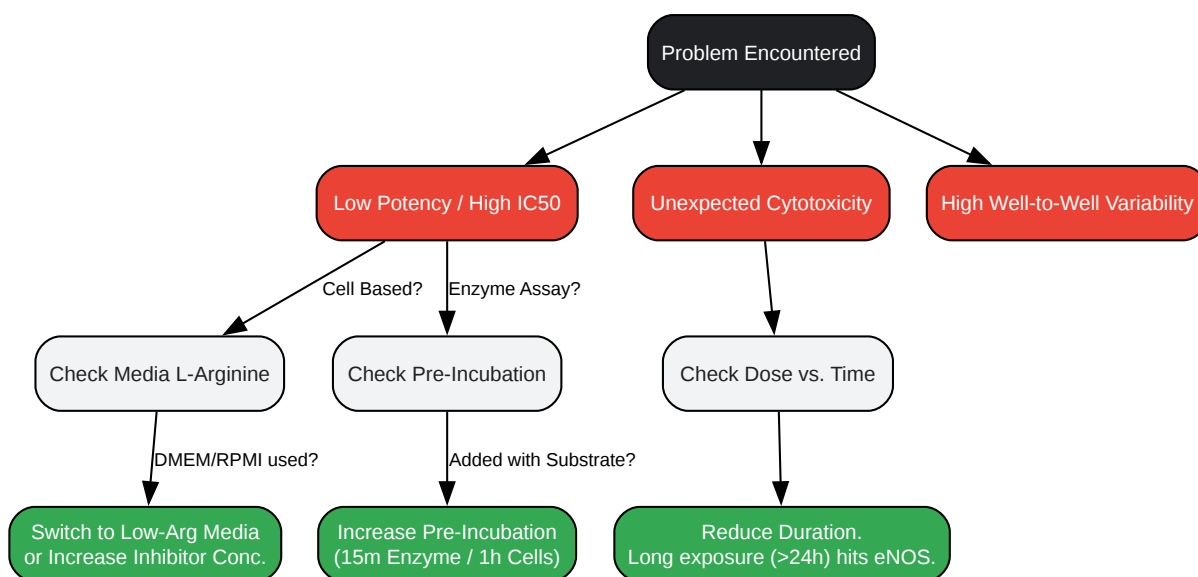 Problem Encountered
Low Potency / High IC50
Unexpected Cytotoxicity
High Well-to-Well Variability
Cell Based?
Enzyme Assay?
Check Media L-Arginine
Check Pre-Incubation
Check Dose vs. Time
DMEM/RPMI used?
Added with Substrate?
Switch to Low-Arg Media
or Increase Inhibitor Conc.
Increase Pre-Incubation
(15m Enzyme / 1h Cells)
Reduce Duration.
Long exposure (>24h) hits eNOS.